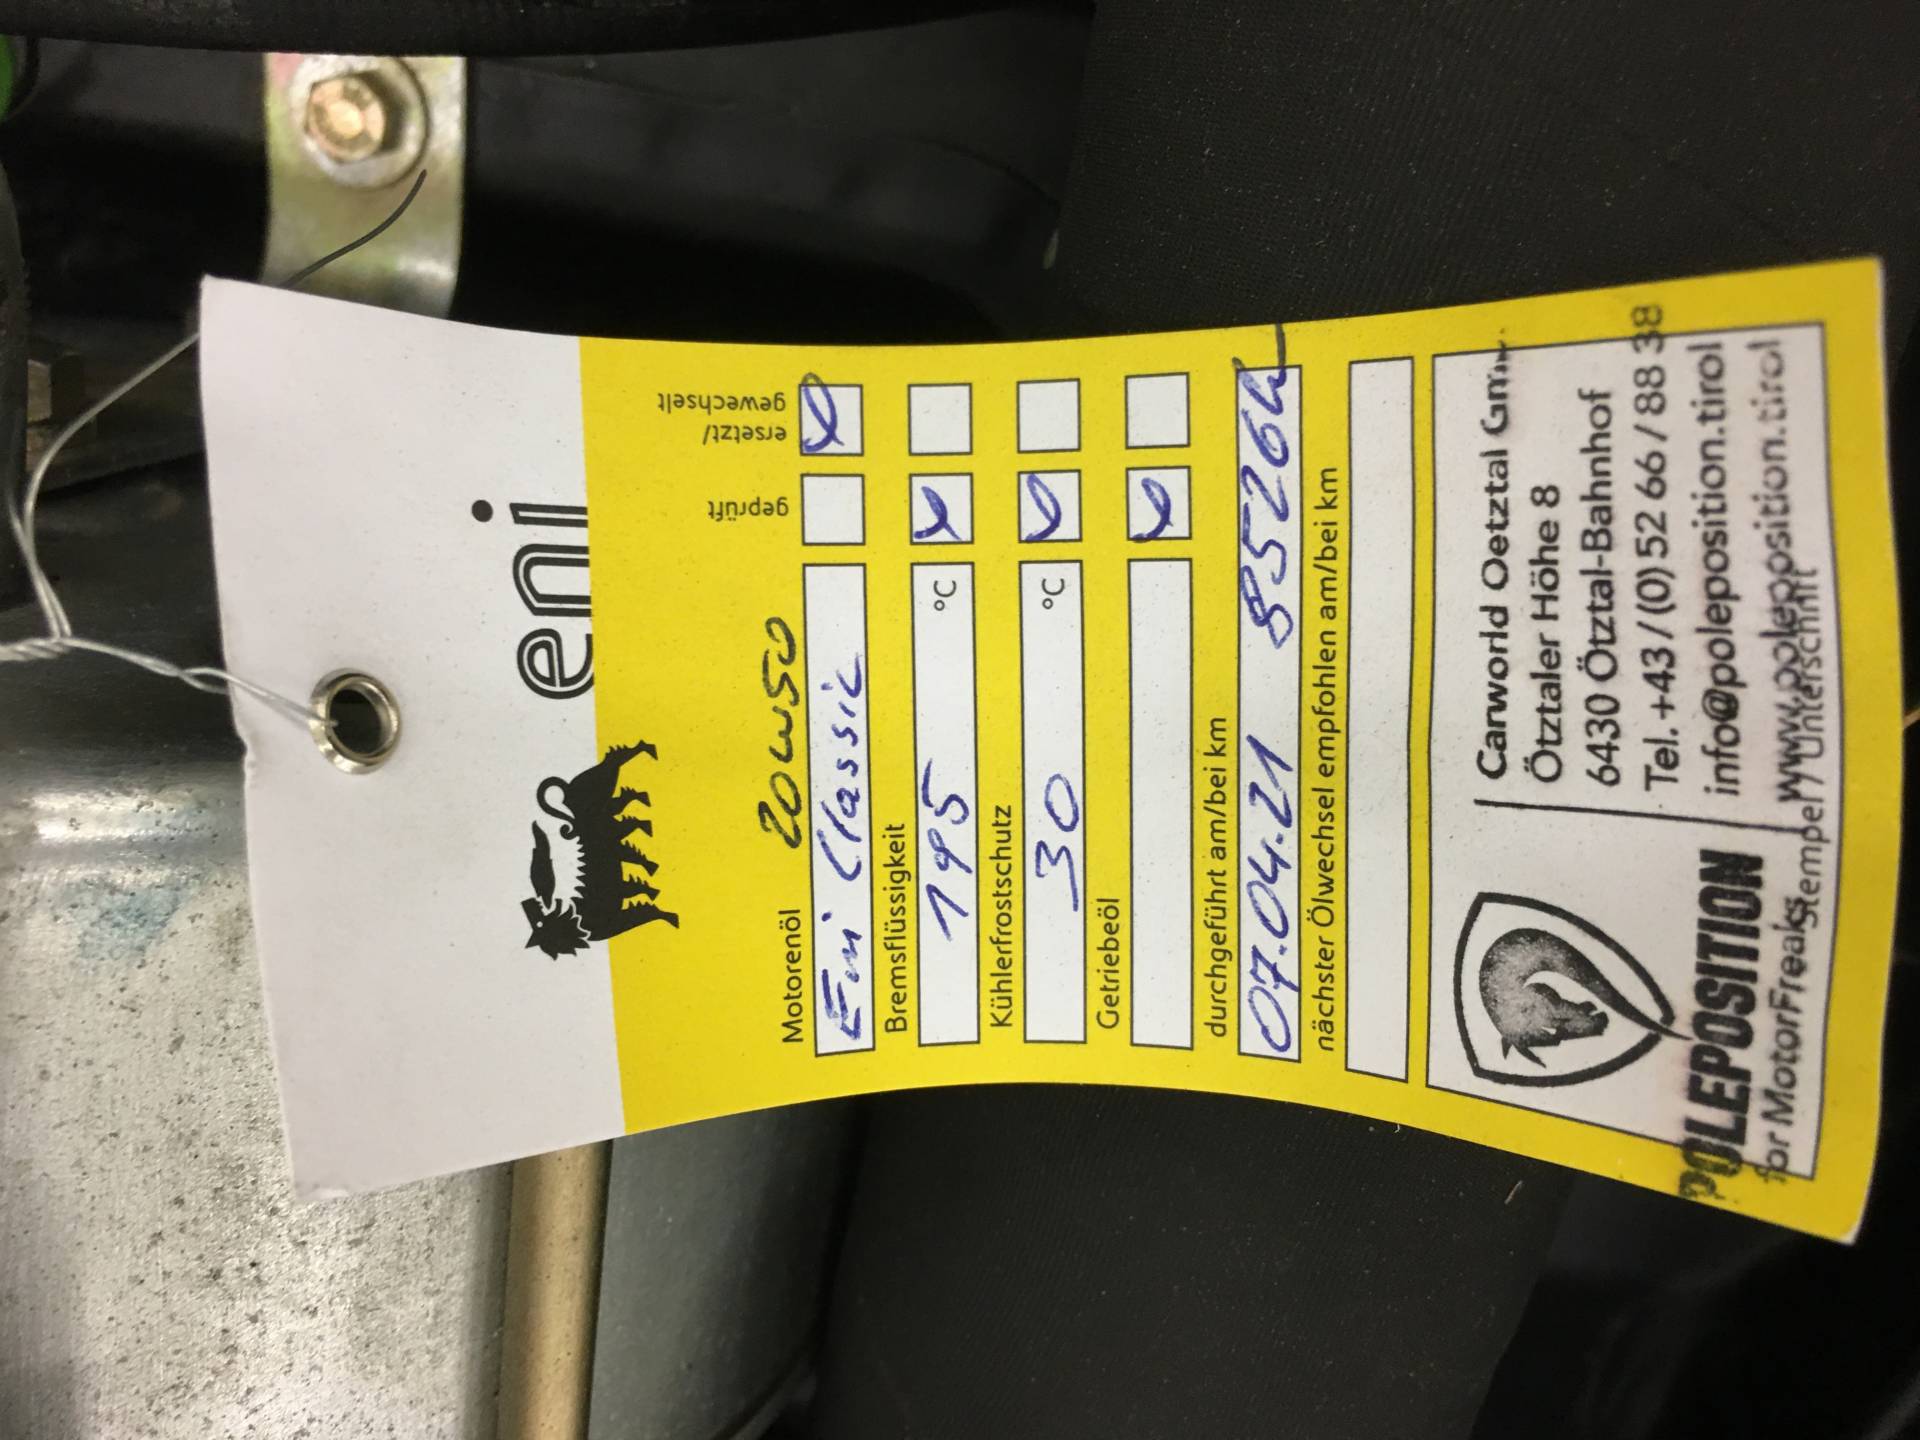 eni
geprüft
ersetzt/
gewechselt
20W50
Motorenöl
Eni Classic
Bremsflüssigkeit
195 °C
Kühlerfrostschutz
30 °C
Getriebeöl
durchgeführt am/bei km
07.04.21
nächster Ölwechsel empfohlen am/bei km
Carworld Oetztal
Ötztaler Höhe 8
6430 Ötztal-Bahnhof
Tel. +43 / (0) 52 66 / 88 38
info@poleposition.tirol
www.poleposition.tirol
POLEPOSITION
for MotorFreaks
Stempel / Unterschrift